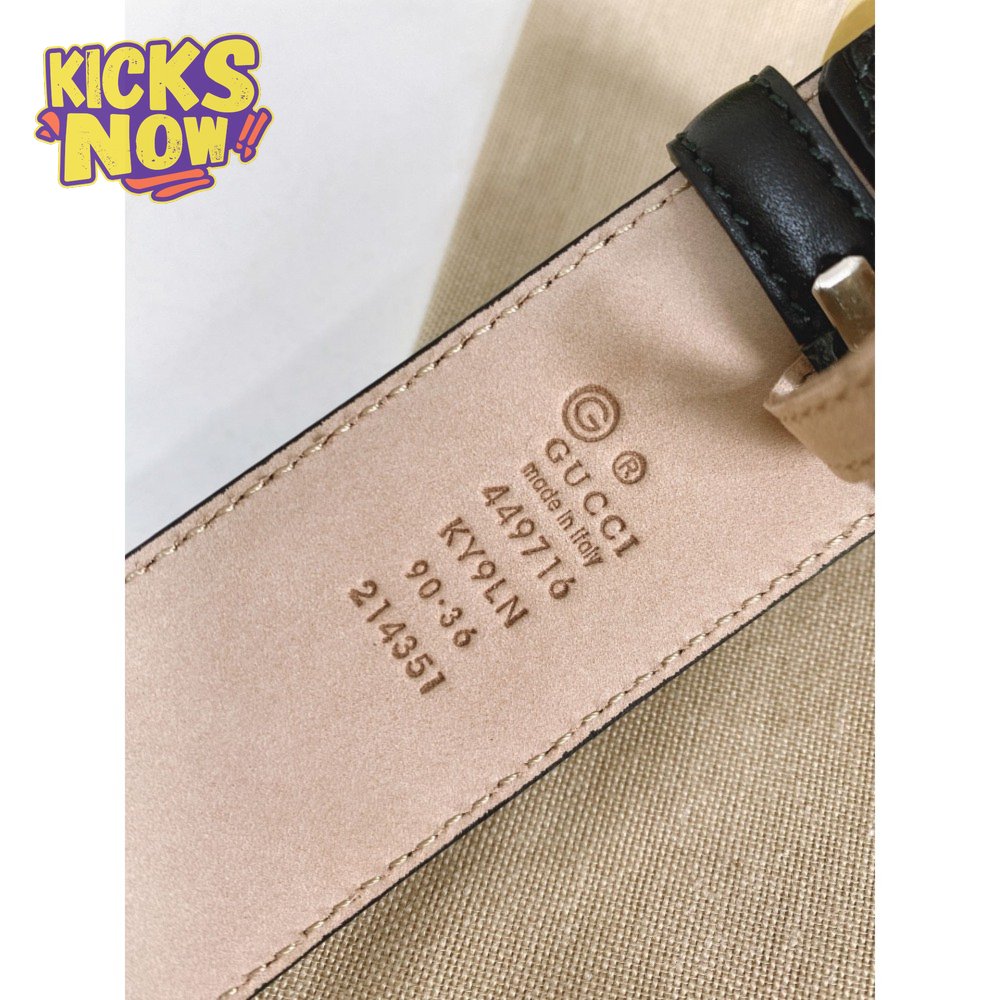 KICKS
NOW!!
G
GUCCI ®
made in italy
449716
KY9LN
90·36
214351